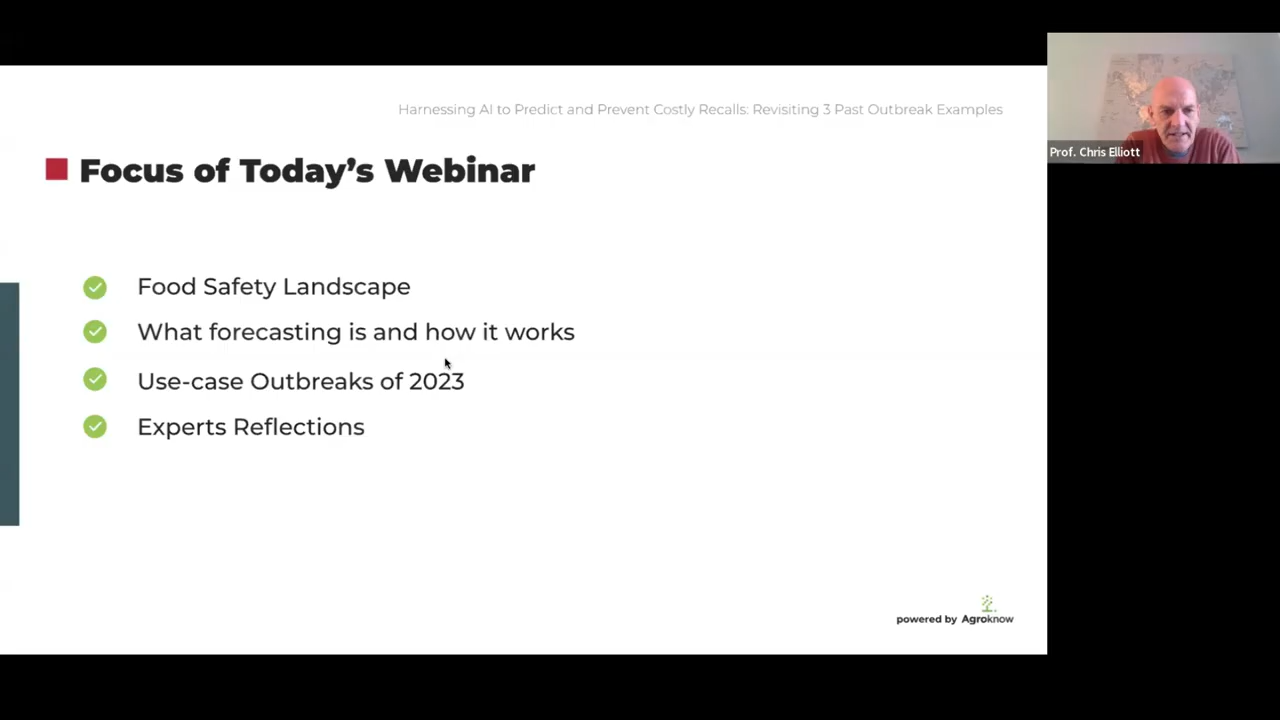 Harnessing AI to Predict and Prevent Costly Recalls: Revisiting 3 Past Outbreak Examples
Prof. Chris Elliott
Focus of Today’s Webinar
Food Safety Landscape
What forecasting is and how it works
Use-case Outbreaks of 2023
Experts Reflections
powered by Agroknow